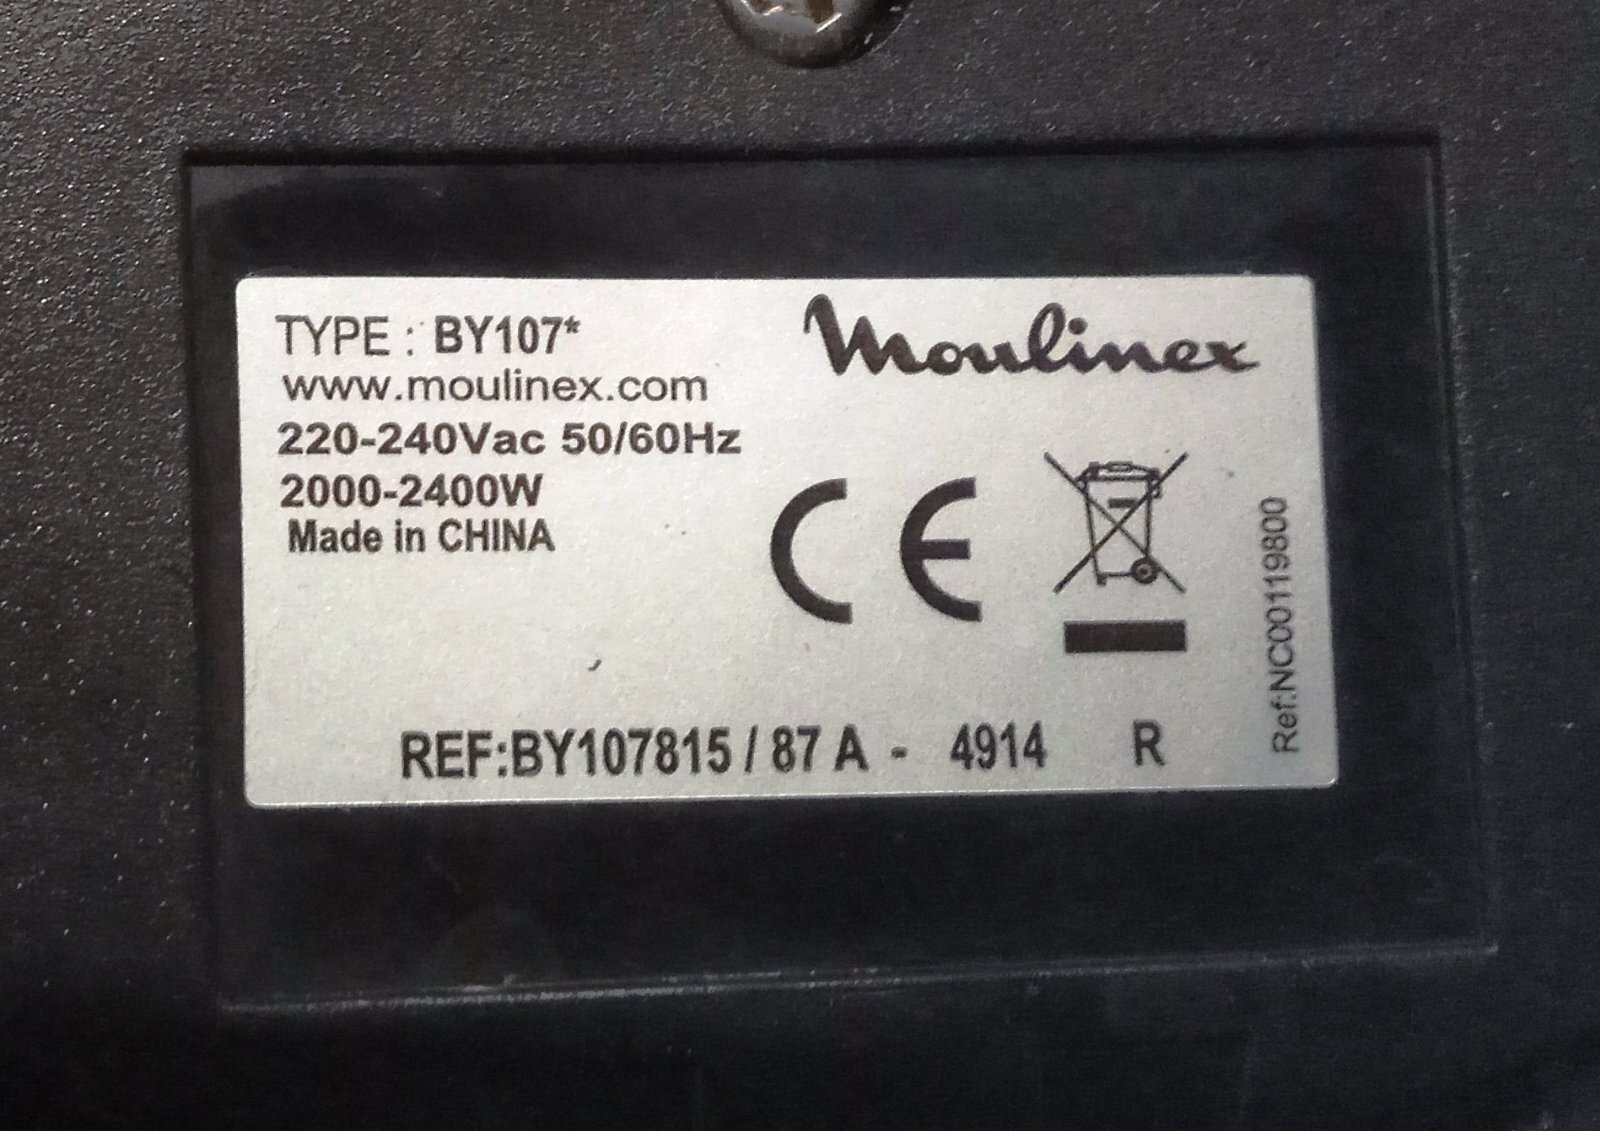 TYPE : BY107*
Moulinex
www.moulinex.com
220-240Vac 50/60Hz
2000-2400W
Made in CHINA
CE
Ref:NC00119800
REF:BY107815 / 87 A - 4914 R